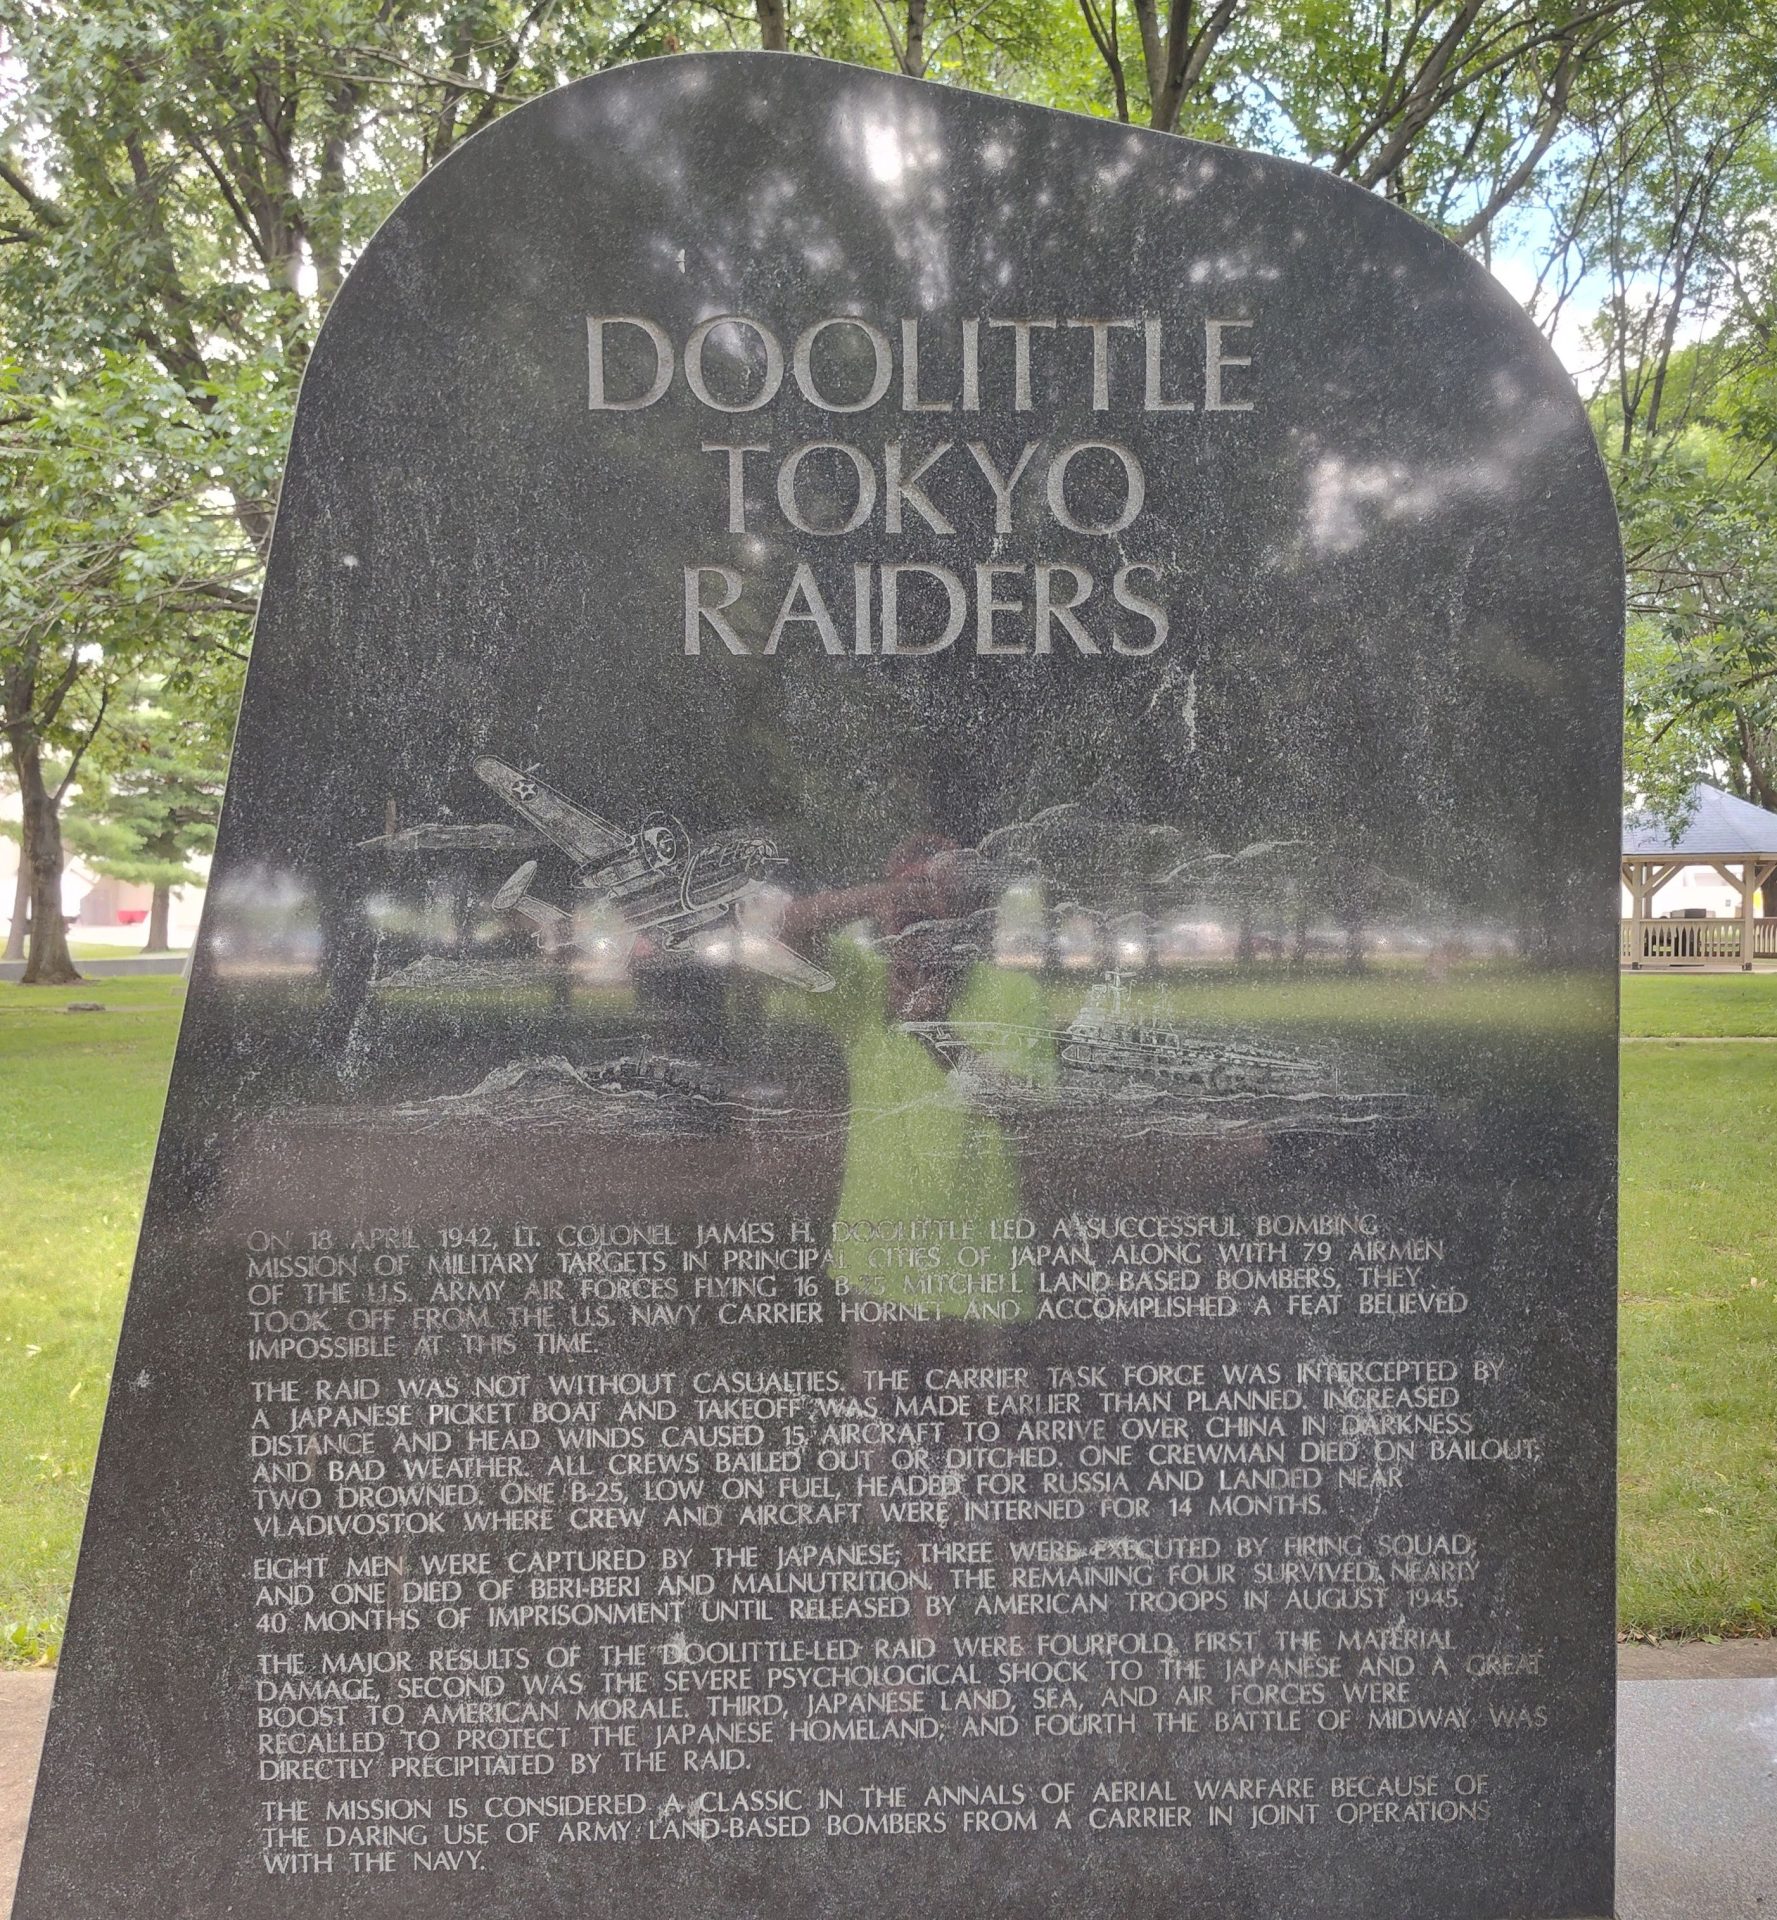 DOOLITTLE
TOKYO
RAIDERS
ON 18 APRIL 1942, LT. COLONEL JAMES H. DOOLITTLE LED A SUCCESSFUL BOMBING
MISSION OF MILITARY TARGETS IN PRINCIPAL CITIES OF JAPAN, ALONG WITH 79 AIRMEN
OF THE U.S. ARMY AIR FORCES FLYING 16 B-25 MITCHELL LAND-BASED BOMBERS, THEY
TOOK OFF FROM THE U.S. NAVY CARRIER HORNET AND ACCOMPLISHED A FEAT BELIEVED
IMPOSSIBLE AT THIS TIME.
THE RAID WAS NOT WITHOUT CASUALTIES. THE CARRIER TASK FORCE WAS INTERCEPTED BY
A JAPANESE PICKET BOAT AND TAKEOFF WAS MADE EARLIER THAN PLANNED. INCREASED
DISTANCE AND HEAD WINDS CAUSED 15 AIRCRAFT TO ARRIVE OVER CHINA IN DARKNESS
AND BAD WEATHER. ALL CREWS BAILED OUT OR DITCHED. ONE CREWMAN DIED ON BAILOUT,
TWO DROWNED. ONE B-25, LOW ON FUEL, HEADED FOR RUSSIA AND LANDED NEAR
VLADIVOSTOK WHERE CREW AND AIRCRAFT WERE INTERNED FOR 14 MONTHS.
EIGHT MEN WERE CAPTURED BY THE JAPANESE; THREE WERE EXECUTED BY FIRING SQUAD,
AND ONE DIED OF BERI-BERI AND MALNUTRITION. THE REMAINING FOUR SURVIVED, NEARLY
40 MONTHS OF IMPRISONMENT UNTIL RELEASED BY AMERICAN TROOPS IN AUGUST 1945.
THE MAJOR RESULTS OF THE DOOLITTLE-LED RAID WERE FOURFOLD. FIRST THE MATERIAL
DAMAGE, SECOND WAS THE SEVERE PSYCHOLOGICAL SHOCK TO THE JAPANESE AND A GREAT
BOOST TO AMERICAN MORALE. THIRD, JAPANESE LAND, SEA, AND AIR FORCES WERE
RECALLED TO PROTECT THE JAPANESE HOMELAND; AND FOURTH THE BATTLE OF MIDWAY WAS
DIRECTLY PRECIPITATED BY THE RAID.
THE MISSION IS CONSIDERED A CLASSIC IN THE ANNALS OF AERIAL WARFARE BECAUSE OF
THE DARING USE OF ARMY LAND-BASED BOMBERS FROM A CARRIER IN JOINT OPERATIONS
WITH THE NAVY.